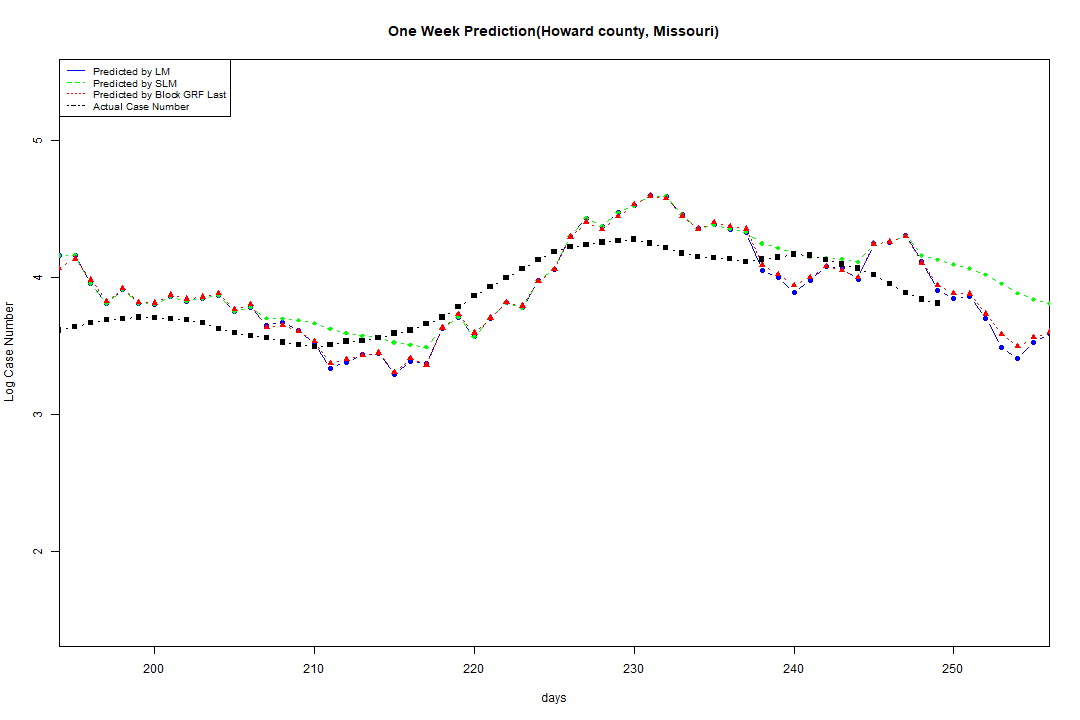 One Week Prediction(Howard county, Missouri)
Predicted by LM
Predicted by SLM
Predicted by Block GRF Last
Actual Case Number
5
4
3
2
Log Case Number
200 210 220 230 240 250
days